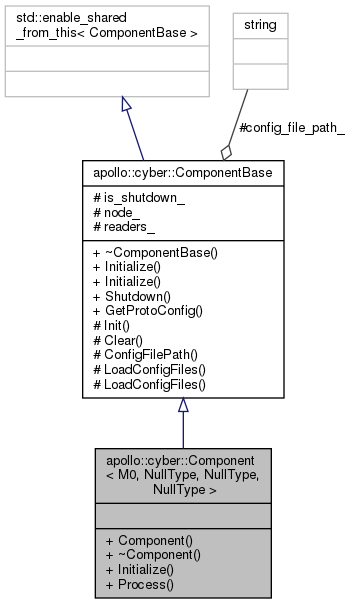 std::enable_shared
_from_this< ComponentBase >
string
#config_file_path_
apollo::cyber::ComponentBase
# is_shutdown_
# node_
# readers_
+ ~ComponentBase()
+ Initialize()
+ Initialize()
+ Shutdown()
+ GetProtoConfig()
# Init()
# Clear()
# ConfigFilePath()
# LoadConfigFiles()
# LoadConfigFiles()
apollo::cyber::Component
< M0, NullType, NullType,
NullType >
+ Component()
+ ~Component()
+ Initialize()
+ Process()